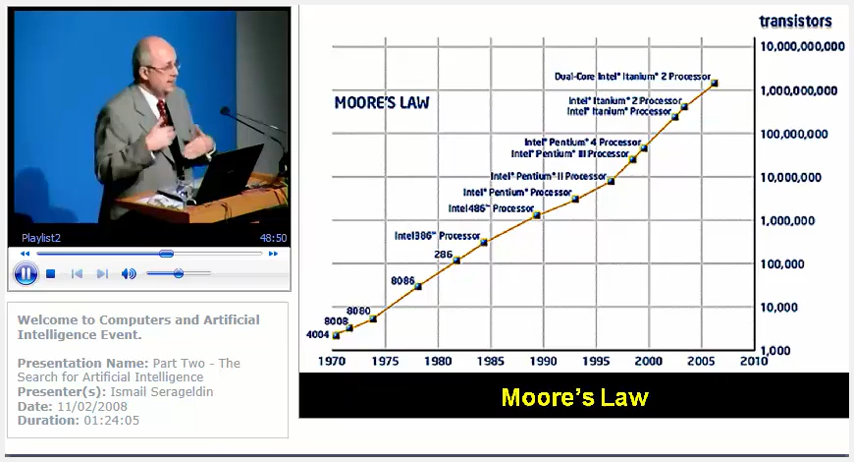 Playlist2
48:50
Welcome to Computers and Artificial
Intelligence Event.
Presentation Name: Part Two - The
Search for Artificial Intelligence
Presenter(s): Ismail Serageldin
Date: 11/02/2008
Duration: 01:24:05
transistors
10,000,000,000
Dual-Core Intel® Itanium® 2 Processor
1,000,000,000
MOORE'S LAW
Intel® Itanium® 2 Processor
Intel® Itanium® Processor
100,000,000
Intel® Pentium® 4 Processor
Intel® Pentium® III Processor
10,000,000
Intel® Pentium® II Processor
Intel® Pentium® Processor
Intel486™ Processor
1,000,000
Intel386™ Processor
286
100,000
8086
10,000
8080
8008
4004
1,000
1970 1975 1980 1985 1990 1995 2000 2005 2010
Moore's Law